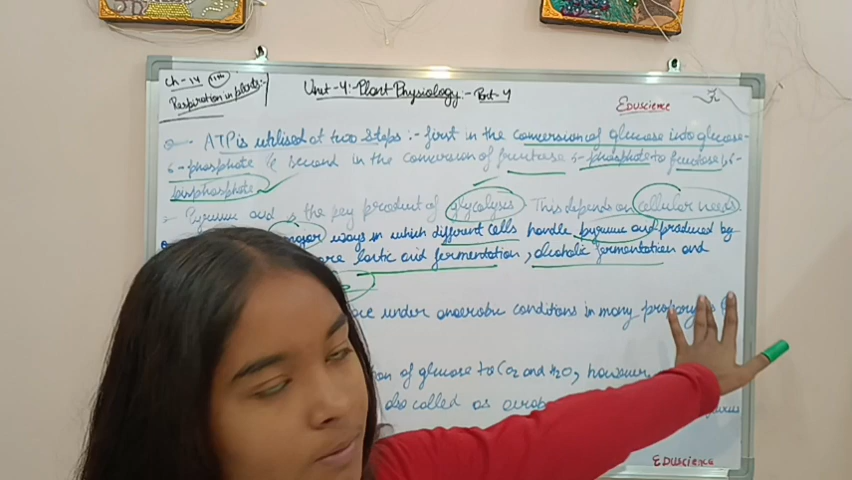 Ch-14 11th
Respiration in plants:-
Unit-4:- Plant Physiology:- Part-4
EDUSCIENCE
ATP is utilised at two steps :- first in the conversion of glucose into glucose-
6-phosphate & second in the conversion of fructose 6-phosphate to fructose 1,6-
bisphosphate
Pyruvic acid is the key product of glycolysis. This depends on cellular needs.
major ways in which different cells handle pyruvic acid produced by
are lactic acid fermentation, alcoholic fermentation and
under anaerobic conditions in many
of glucose to CO2 and H2O, however,
also called as
EDUSCIENCE